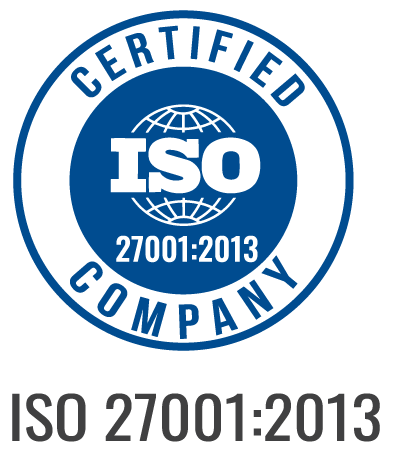 CERTIFIED
ISO
27001:2013
COMPANY
ISO 27001:2013